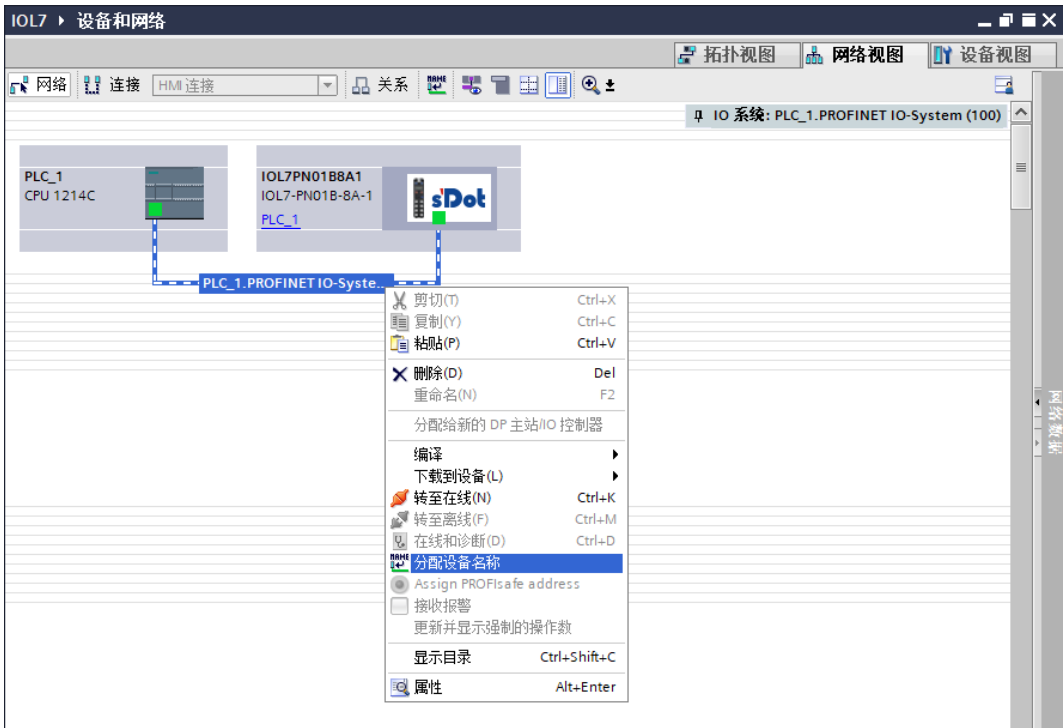 IOL7 ▸ 设备和网络
拓扑视图 网络视图 设备视图
网络 连接 HMI 连接 关系
IO 系统: PLC_1.PROFINET IO-System (100)
PLC_1
CPU 1214C
IOL7PN01B8A1
IOL7-PN01B-8A-1
PLC_1
s'Dot
PLC_1.PROFINET IO-Syste...
剪切(T) Ctrl+X
复制(Y) Ctrl+C
粘贴(P) Ctrl+V
删除(D) Del
重命名(N) F2
分配给新的 DP 主站/IO 控制器
编译
下载到设备(L)
转至在线(N) Ctrl+K
转至离线(F) Ctrl+M
在线和诊断(D) Ctrl+D
分配设备名称
Assign PROFIsafe address
接收报警
更新并显示强制的操作数
显示目录 Ctrl+Shift+C
属性 Alt+Enter
网络数据